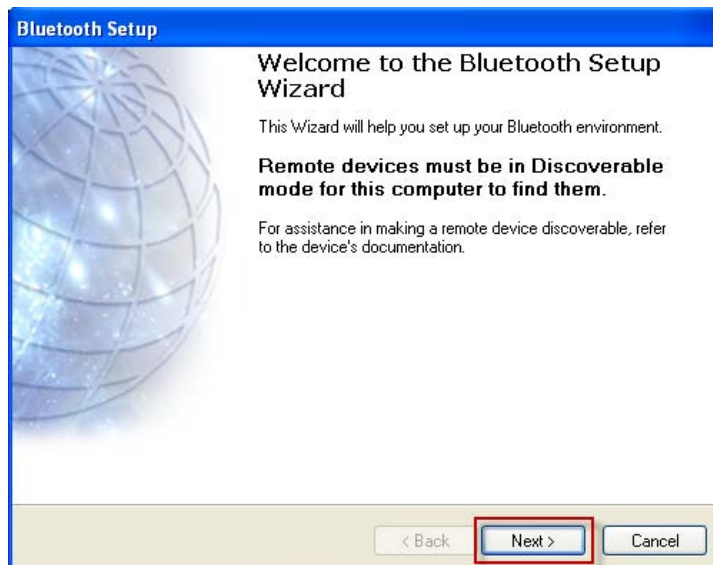 Bluetooth Setup
Welcome to the Bluetooth Setup
Wizard
This Wizard will help you set up your Bluetooth environment.
Remote devices must be in Discoverable
mode for this computer to find them.
For assistance in making a remote device discoverable, refer
to the device's documentation.
< Back
Next >
Cancel